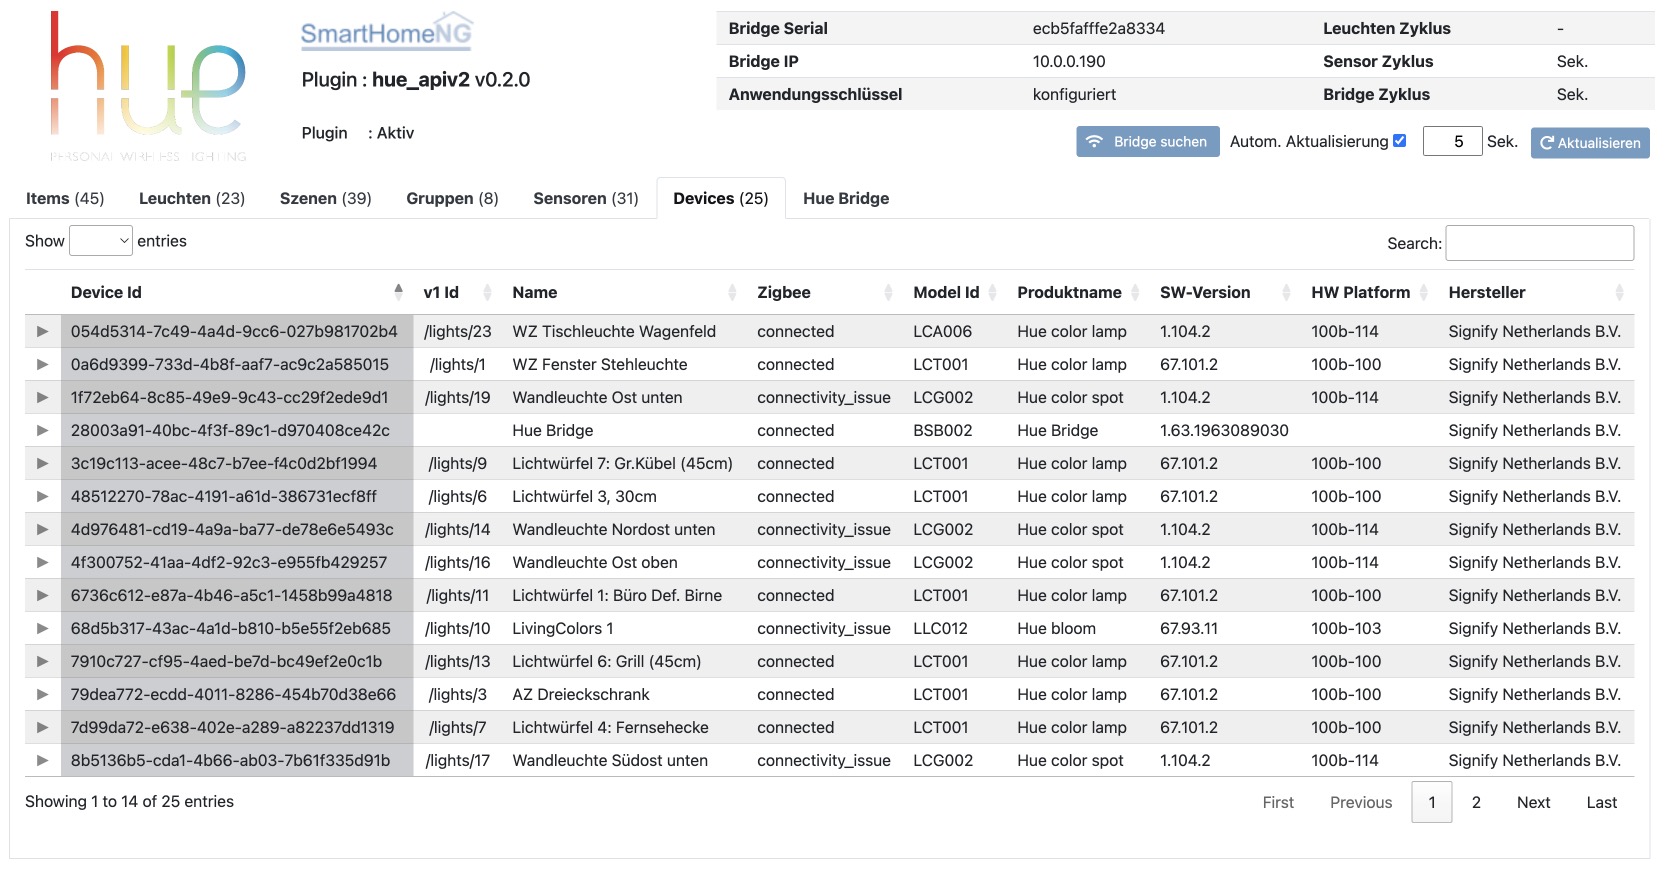 hue
PERSONAL WIRELESS LIGHTING
SmartHomeNG
Plugin : hue_apiv2 v0.2.0
Plugin : Aktiv
Bridge Serial ecb5fafffe2a8334 Leuchten Zyklus -
Bridge IP 10.0.0.190 Sensor Zyklus Sek.
Anwendungsschlüssel konfiguriert Bridge Zyklus Sek.
Bridge suchen Autom. Aktualisierung 5 Sek. Aktualisieren
Items (45) Leuchten (23) Szenen (39) Gruppen (8) Sensoren (31) Devices (25) Hue Bridge
Show entries Search:
Device Id v1 Id Name Zigbee Model Id Produktname SW-Version HW Platform Hersteller
054d5314-7c49-4a4d-9cc6-027b981702b4 /lights/23 WZ Tischleuchte Wagenfeld connected LCA006 Hue color lamp 1.104.2 100b-114 Signify Netherlands B.V.
0a6d9399-733d-4b8f-aaf7-ac9c2a585015 /lights/1 WZ Fenster Stehleuchte connected LCT001 Hue color lamp 67.101.2 100b-100 Signify Netherlands B.V.
1f72eb64-8c85-49e9-9c43-cc29f2ede9d1 /lights/19 Wandleuchte Ost unten connectivity_issue LCG002 Hue color spot 1.104.2 100b-114 Signify Netherlands B.V.
28003a91-40bc-4f3f-89c1-d970408ce42c Hue Bridge connected BSB002 Hue Bridge 1.63.1963089030 Signify Netherlands B.V.
3c19c113-acee-48c7-b7ee-f4c0d2bf1994 /lights/9 Lichtwürfel 7: Gr.Kübel (45cm) connected LCT001 Hue color lamp 67.101.2 100b-100 Signify Netherlands B.V.
48512270-78ac-4191-a61d-386731ecf8ff /lights/6 Lichtwürfel 3, 30cm connected LCT001 Hue color lamp 67.101.2 100b-100 Signify Netherlands B.V.
4d976481-cd19-4a9a-ba77-de78e6e5493c /lights/14 Wandleuchte Nordost unten connectivity_issue LCG002 Hue color spot 1.104.2 100b-114 Signify Netherlands B.V.
4f300752-41aa-4df2-92c3-e955fb429257 /lights/16 Wandleuchte Ost oben connectivity_issue LCG002 Hue color spot 1.104.2 100b-114 Signify Netherlands B.V.
6736c612-e87a-4b46-a5c1-1458b99a4818 /lights/11 Lichtwürfel 1: Büro Def. Birne connected LCT001 Hue color lamp 67.101.2 100b-100 Signify Netherlands B.V.
68d5b317-43ac-4a1d-b810-b5e55f2eb685 /lights/10 LivingColors 1 connectivity_issue LLC012 Hue bloom 67.93.11 100b-103 Signify Netherlands B.V.
7910c727-cf95-4aed-be7d-bc49ef2e0c1b /lights/13 Lichtwürfel 6: Grill (45cm) connected LCT001 Hue color lamp 67.101.2 100b-100 Signify Netherlands B.V.
79dea772-ecdd-4011-8286-454b70d38e66 /lights/3 AZ Dreieckschrank connected LCT001 Hue color lamp 67.101.2 100b-100 Signify Netherlands B.V.
7d99da72-e638-402e-a289-a82237dd1319 /lights/7 Lichtwürfel 4: Fernsehecke connected LCT001 Hue color lamp 67.101.2 100b-100 Signify Netherlands B.V.
8b5136b5-cda1-4b66-ab03-7b61f335d91b /lights/17 Wandleuchte Südost unten connectivity_issue LCG002 Hue color spot 1.104.2 100b-114 Signify Netherlands B.V.
Showing 1 to 14 of 25 entries First Previous 1 2 Next Last